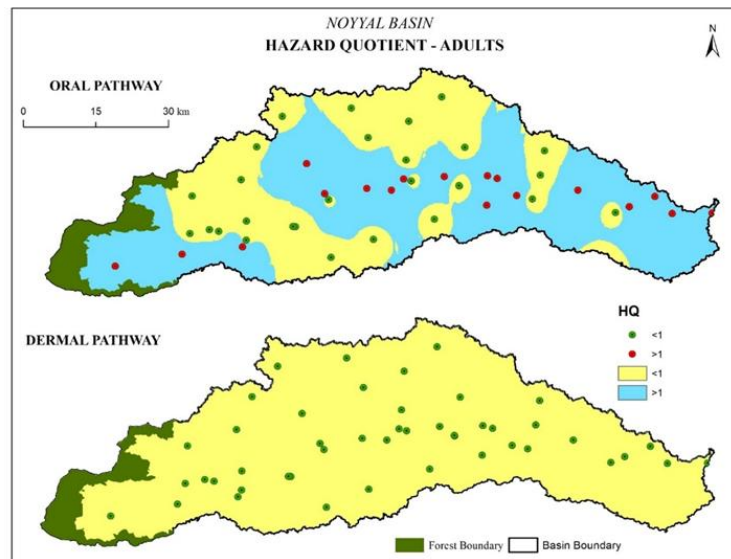 NOYYAL BASIN
HAZARD QUOTIENT - ADULTS
N
ORAL PATHWAY
0 15 30 km
HQ
<1
>1
<1
>1
DERMAL PATHWAY
Forest Boundary Basin Boundary